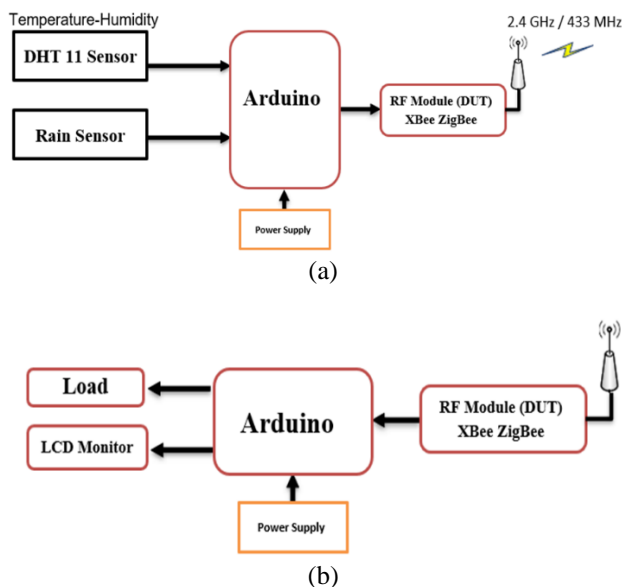 Temperature-Humidity
2.4 GHz / 433 MHz
DHT 11 Sensor
Arduino
RF Module (DUT)
XBee ZigBee
Rain Sensor
Power Supply
(a)
Load
Arduino
RF Module (DUT)
XBee ZigBee
LCD Monitor
Power Supply
(b)